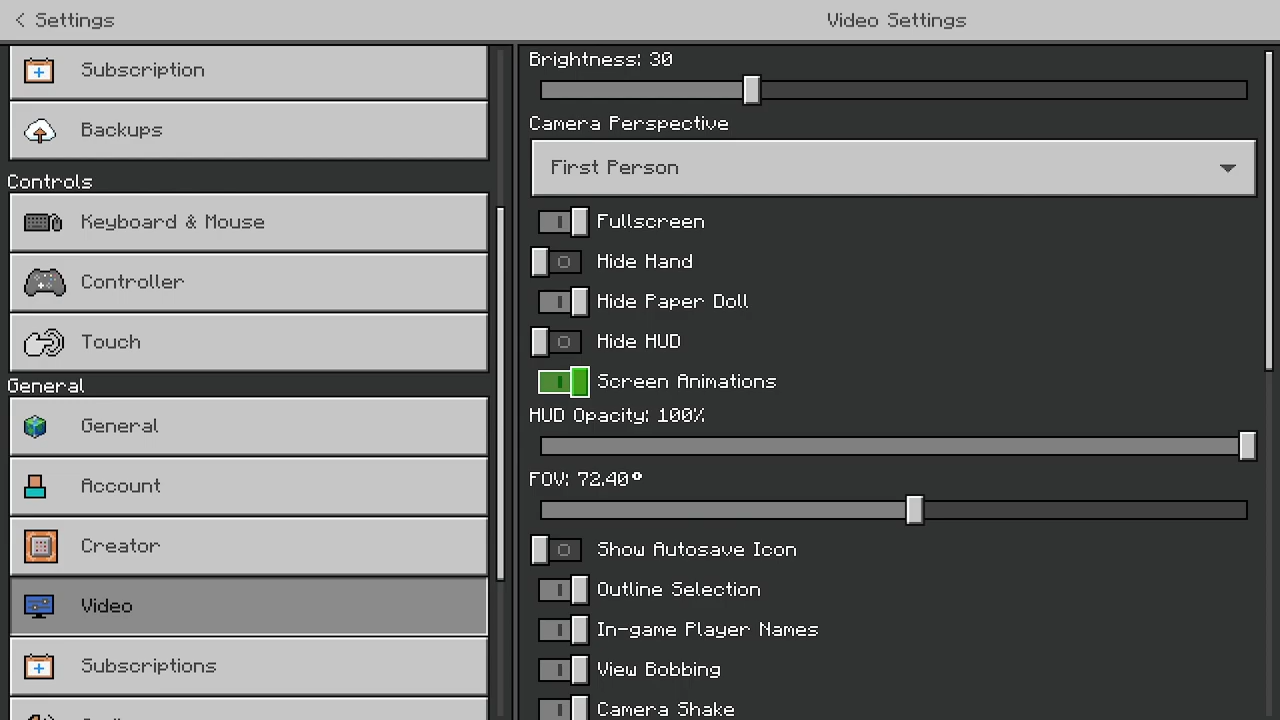 Settings
Video Settings
Subscription
Backups
Controls
Keyboard & Mouse
Controller
Touch
General
General
Account
Creator
Video
Subscriptions
Brightness: 30
Camera Perspective
First Person
Fullscreen
Hide Hand
Hide Paper Doll
Hide HUD
Screen Animations
HUD Opacity: 100%
FOV: 72.40°
Show Autosave Icon
Outline Selection
In-game Player Names
View Bobbing
Camera Shake